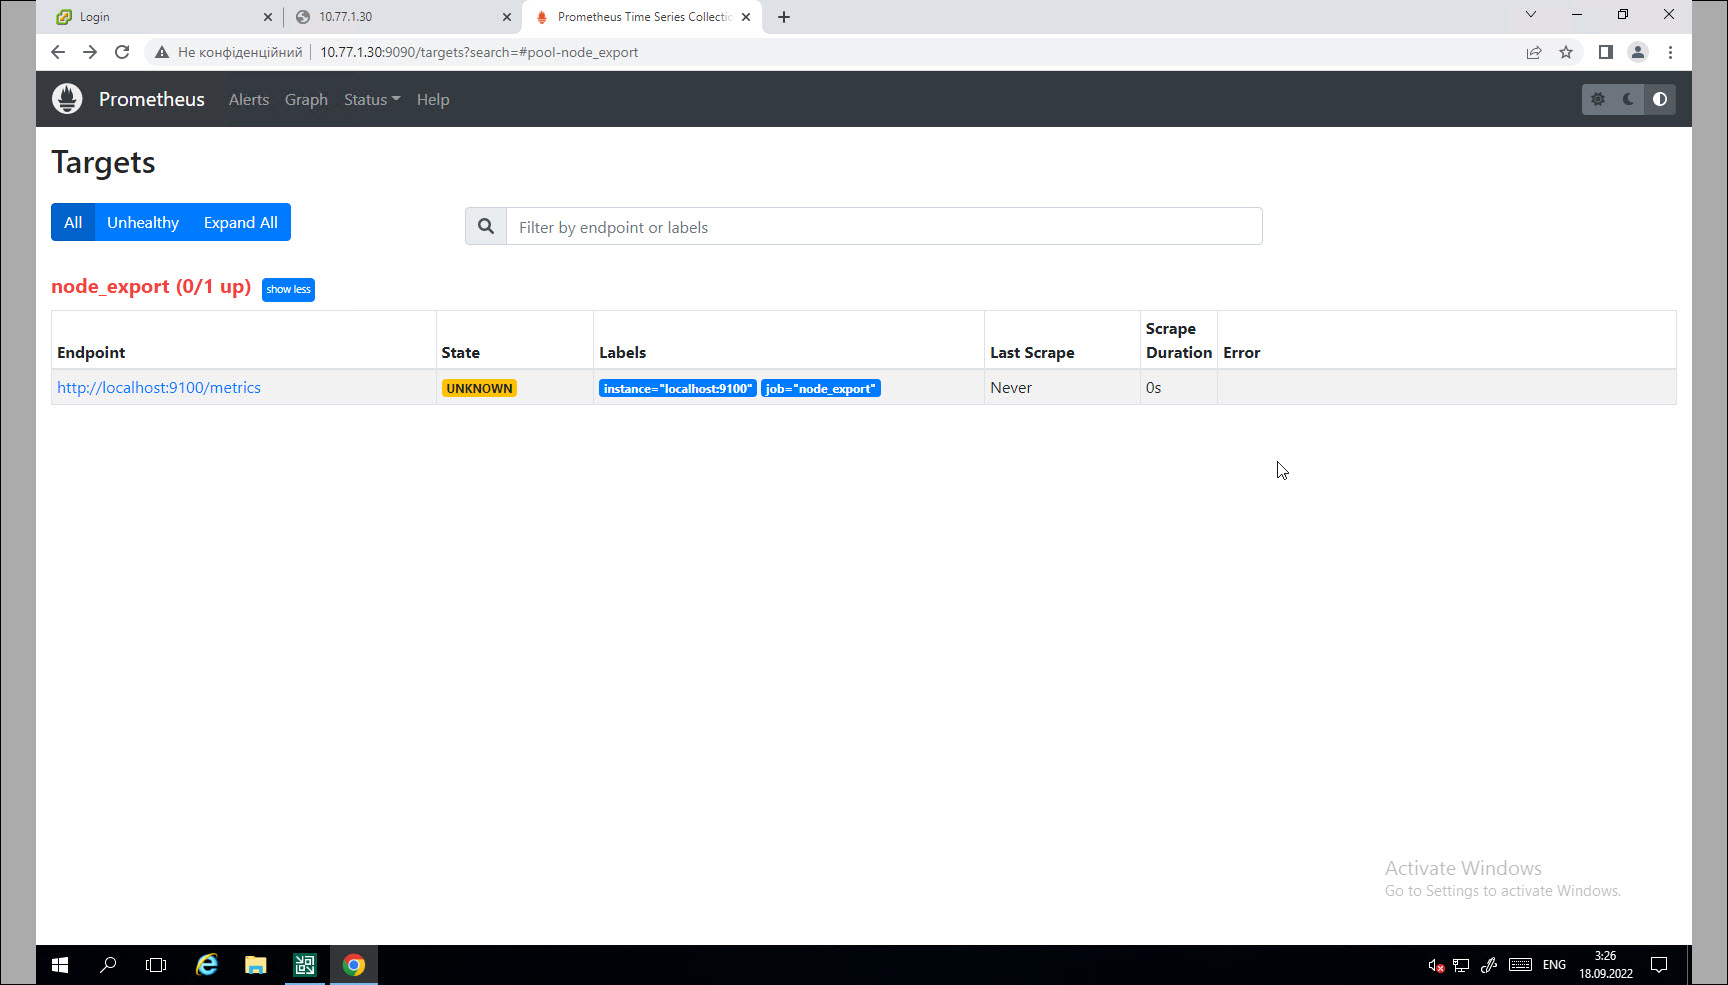 Login
10.77.1.30
Prometheus Time Series Collectic
Не конфіденційний
10.77.1.30:9090/targets?search=#pool-node_export
Prometheus
Alerts
Graph
Status
Help
Targets
All
Unhealthy
Expand All
Filter by endpoint or labels
node_export (0/1 up)
show less
Endpoint
State
Labels
Last Scrape
Scrape
Duration
Error
http://localhost:9100/metrics
UNKNOWN
instance="localhost:9100"
job="node_export"
Never
0s
Activate Windows
Go to Settings to activate Windows.
ENG
3:26
18.09.2022